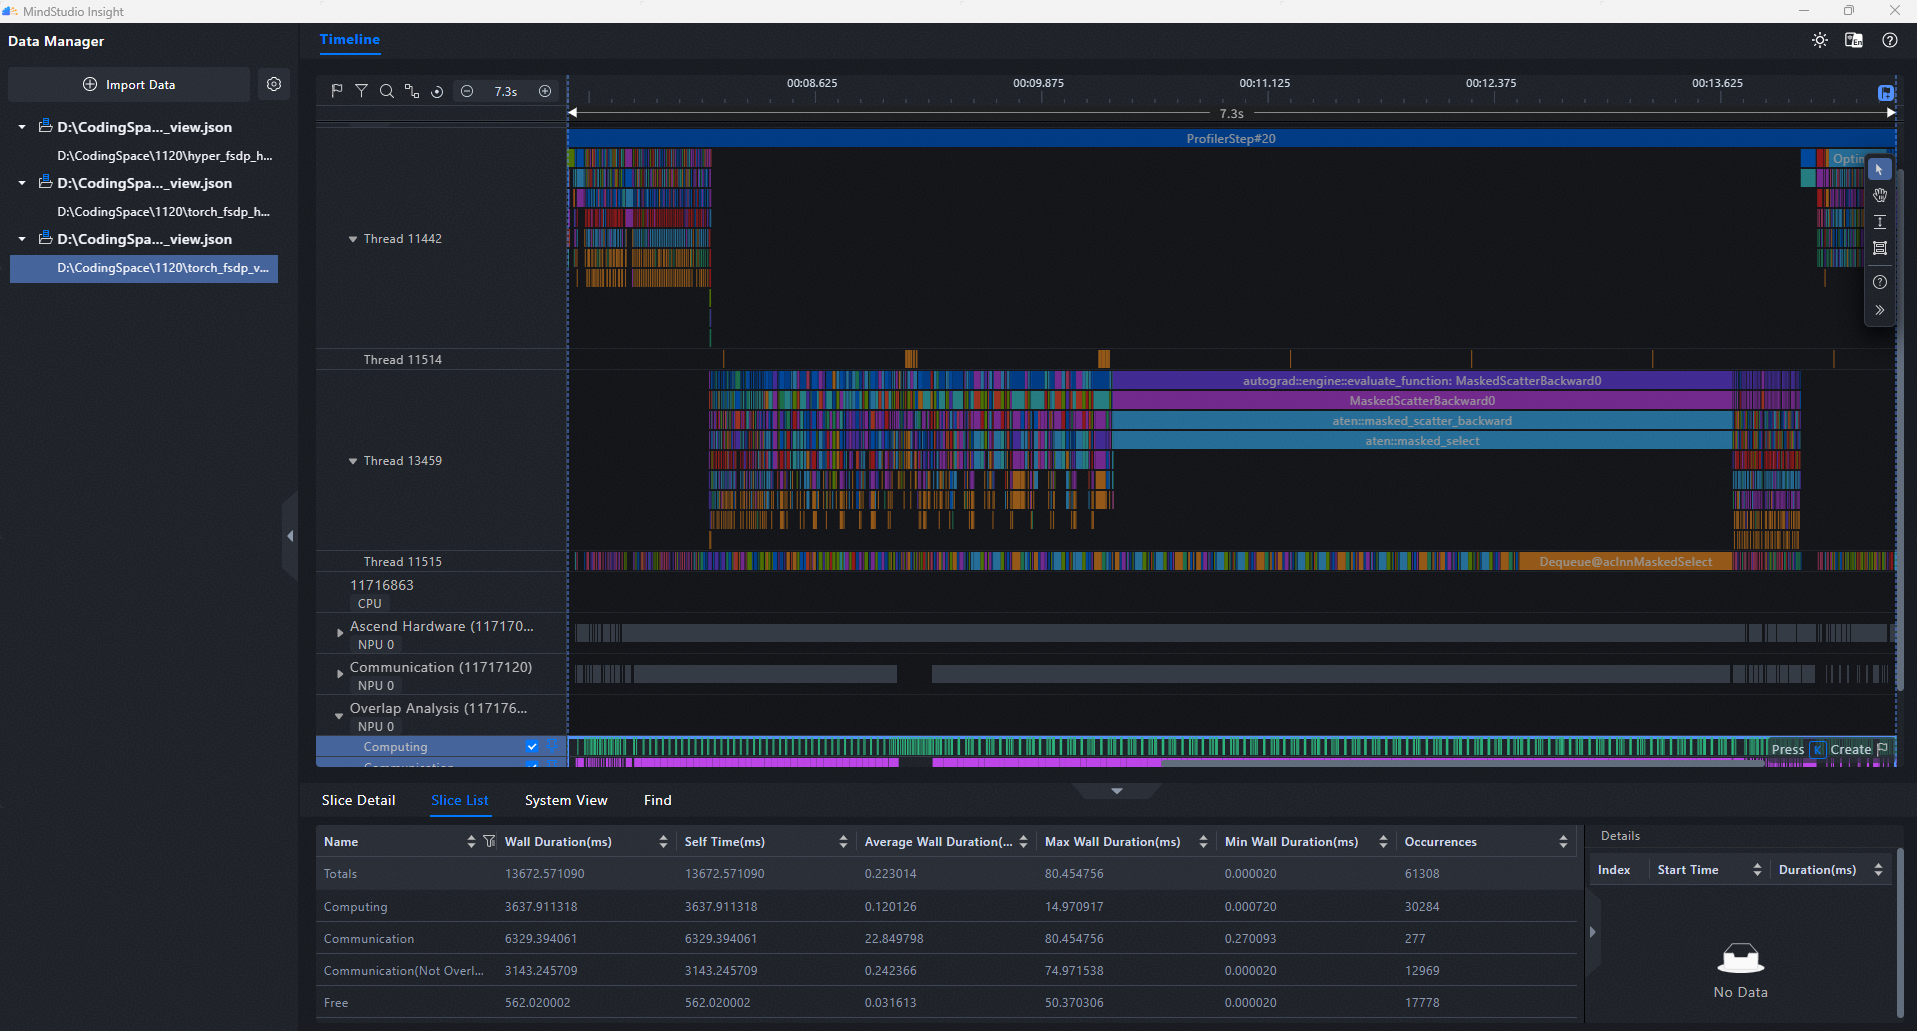 MindStudio Insight
Data Manager
Timeline
Import Data
D:\CodingSpa..._view.json
D:\CodingSpace\1120\hyper_fsdp_h...
D:\CodingSpa..._view.json
D:\CodingSpace\1120\torch_fsdp_h...
D:\CodingSpa..._view.json
D:\CodingSpace\1120\torch_fsdp_v...
7.3s
00:08.625
00:09.875
00:11.125
00:12.375
00:13.625
7.3s
ProfilerStep#20
Optim
Thread 11442
Thread 11514
autograd::engine::evaluate_function: MaskedScatterBackward0
MaskedScatterBackward0
aten::masked_scatter_backward
aten::masked_select
Thread 13459
Thread 11515
Dequeue@aclnnMaskedSelect
11716863
CPU
Ascend Hardware (117170...
NPU 0
Communication (11717120)
NPU 0
Overlap Analysis (117176...
NPU 0
Computing
Press K Create
Communication
Slice Detail
Slice List
System View
Find
Name
Wall Duration(ms)
Self Time(ms)
Average Wall Duration(...
Max Wall Duration(ms)
Min Wall Duration(ms)
Occurrences
Totals
13672.571090
13672.571090
0.223014
80.454756
0.000020
61308
Computing
3637.911318
3637.911318
0.120126
14.970917
0.000720
30284
Communication
6329.394061
6329.394061
22.849798
80.454756
0.270093
277
Communication(Not Overl...
3143.245709
3143.245709
0.242366
74.971538
0.000020
12969
Free
562.020002
562.020002
0.031613
50.370306
0.000020
17778
Details
Index
Start Time
Duration(ms)
No Data